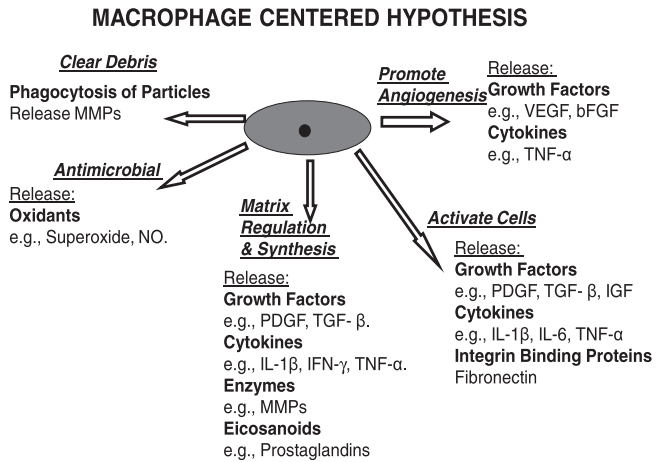 MACROPHAGE CENTERED HYPOTHESIS
Clear Debris
Phagocytosis of Particles
Release MMPs
Antimicrobial
Release:
Oxidants
e.g., Superoxide, NO.
Matrix
Regulation
& Synthesis
Release:
Growth Factors
e.g., PDGF, TGF- β.
Cytokines
e.g., IL-1β, IFN-γ, TNF-α.
Enzymes
e.g., MMPs
Eicosanoids
e.g., Prostaglandins
Promote
Angiogenesis
Release:
Growth Factors
e.g., VEGF, bFGF
Cytokines
e.g., TNF-α
Activate Cells
Release:
Growth Factors
e.g., PDGF, TGF- β, IGF
Cytokines
e.g., IL-1β, IL-6, TNF-α
Integrin Binding Proteins
Fibronectin